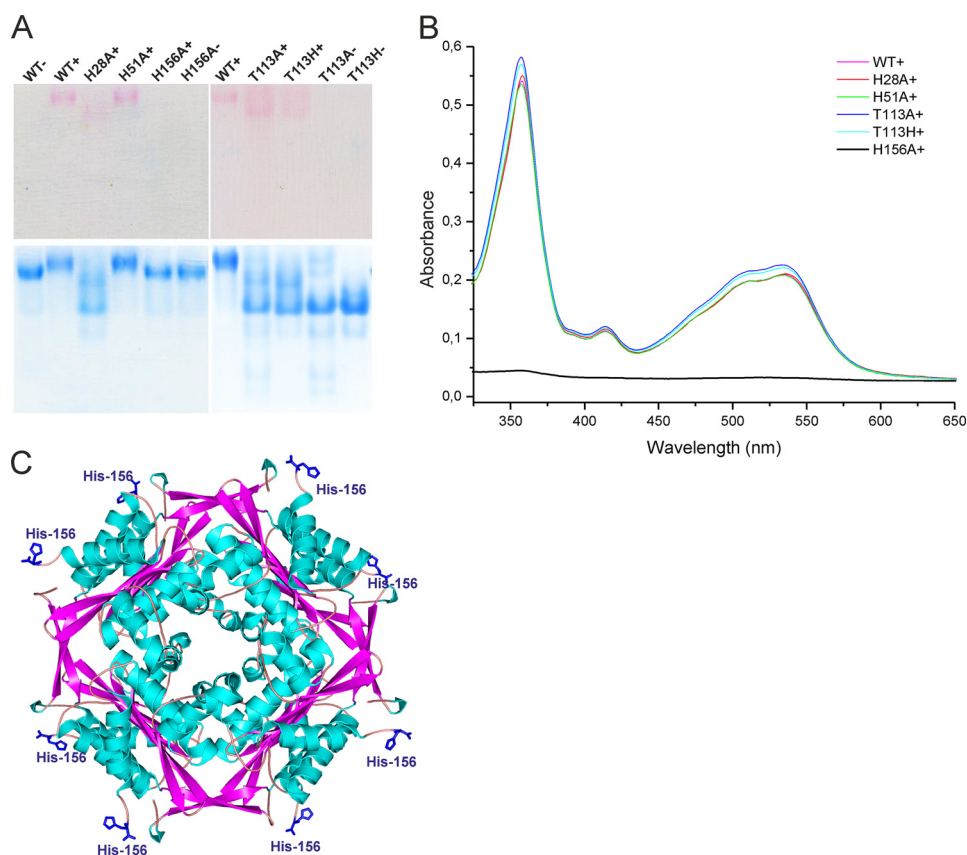 A
WT- WT+ H28A+ H51A+ H156A+ H156A- WT+ T113A+ T113H+ T113A- T113H-
B
0,6
0,5
0,4
0,3
0,2
0,1
0,0
Absorbance
350 400 450 500 550 600 650
Wavelength (nm)
WT+
H28A+
H51A+
T113A+
T113H+
H156A+
C
His-156
His-156
His-156
His-156
His-156
His-156
His-156
His-156